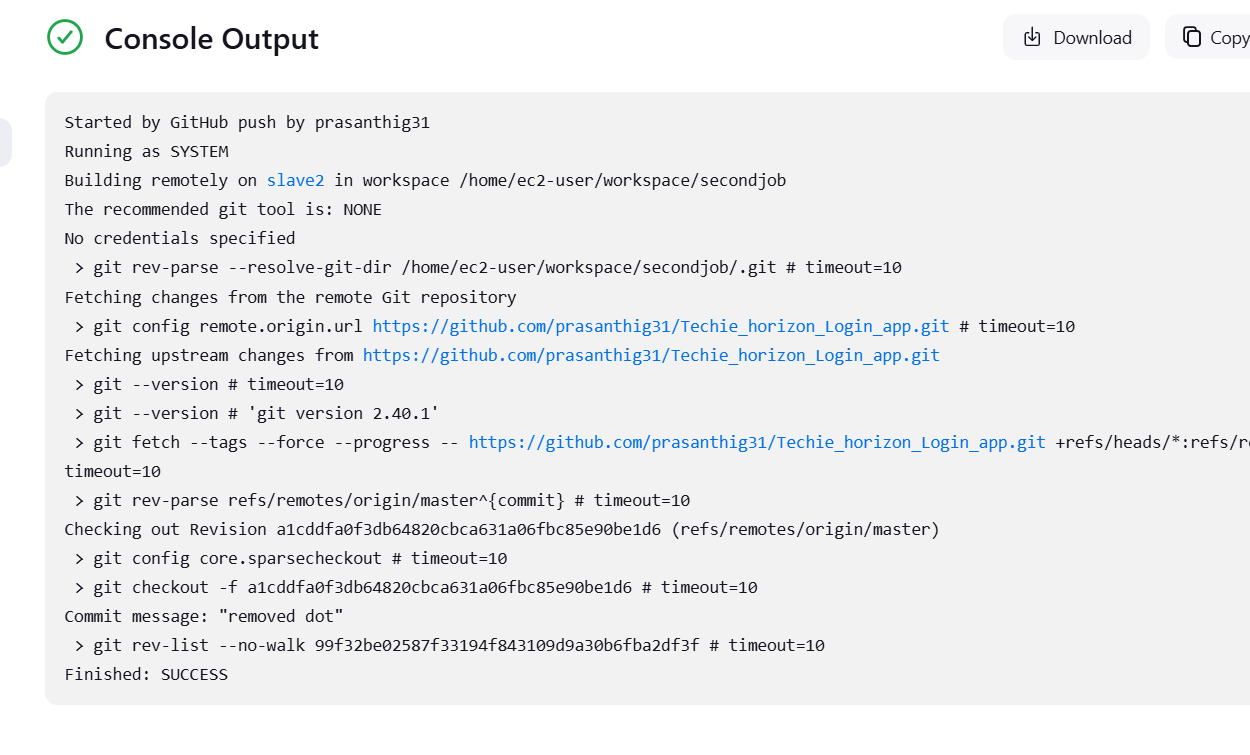 Console Output
Download
Copy
Started by GitHub push by prasanthig31
Running as SYSTEM
Building remotely on slave2 in workspace /home/ec2-user/workspace/secondjob
The recommended git tool is: NONE
No credentials specified
 > git rev-parse --resolve-git-dir /home/ec2-user/workspace/secondjob/.git # timeout=10
Fetching changes from the remote Git repository
 > git config remote.origin.url https://github.com/prasanthig31/Techie_horizon_Login_app.git # timeout=10
Fetching upstream changes from https://github.com/prasanthig31/Techie_horizon_Login_app.git
 > git --version # timeout=10
 > git --version # 'git version 2.40.1'
 > git fetch --tags --force --progress -- https://github.com/prasanthig31/Techie_horizon_Login_app.git +refs/heads/*:refs/r
timeout=10
 > git rev-parse refs/remotes/origin/master^{commit} # timeout=10
Checking out Revision a1cddfa0f3db64820cbca631a06fbc85e90be1d6 (refs/remotes/origin/master)
 > git config core.sparsecheckout # timeout=10
 > git checkout -f a1cddfa0f3db64820cbca631a06fbc85e90be1d6 # timeout=10
Commit message: "removed dot"
 > git rev-list --no-walk 99f32be02587f33194f843109d9a30b6fba2df3f # timeout=10
Finished: SUCCESS